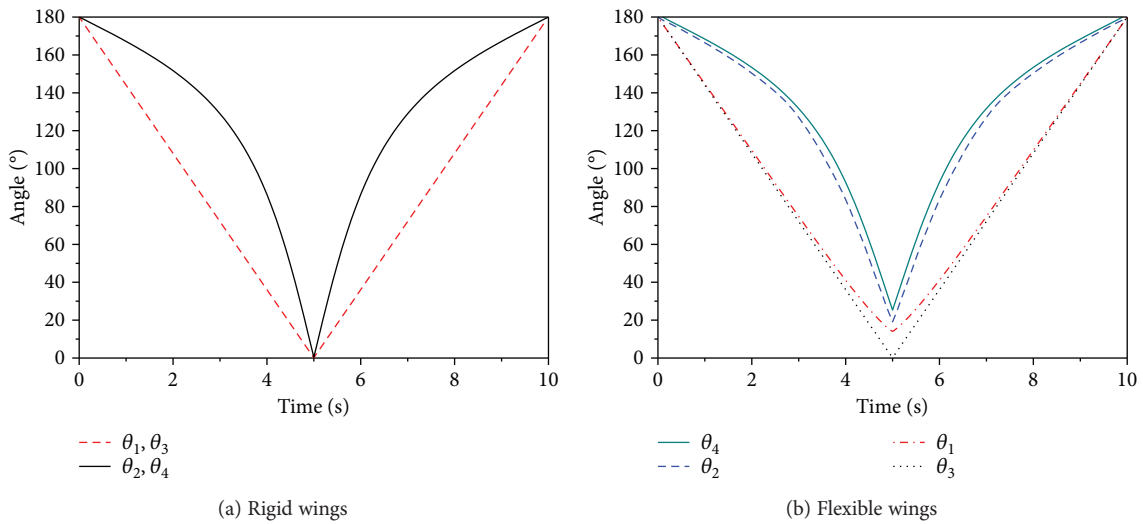 180
160
140
120
100
80
60
40
20
0
Angle (°)
0 2 4 6 8 10
Time (s)
θ1, θ3
θ2, θ4
(a) Rigid wings
180
160
140
120
100
80
60
40
20
0
Angle (°)
0 2 4 6 8 10
Time (s)
θ4 θ1
θ2 θ3
(b) Flexible wings